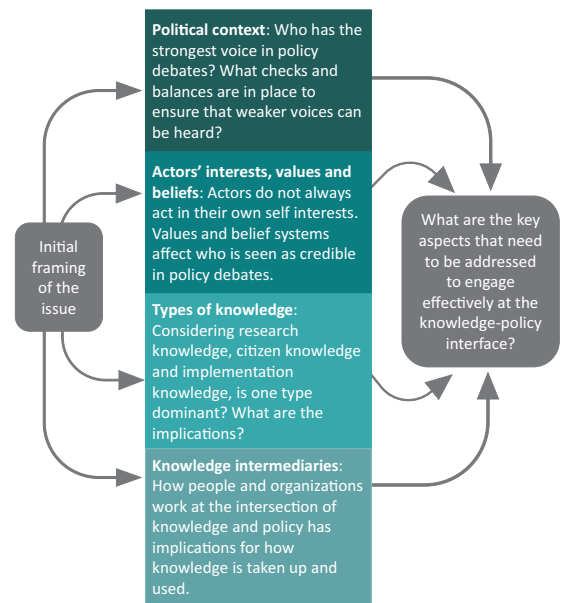 Initial
framing
of the
issue
Political context: Who has the
strongest voice in policy
debates? What checks and
balances are in place to
ensure that weaker voices can
be heard?
Actors’ interests, values and
beliefs: Actors do not always
act in their own self interests.
Values and belief systems
affect who is seen as credible
in policy debates.
Types of knowledge:
Considering research
knowledge, citizen knowledge
and implementation
knowledge, is one type
dominant? What are the
implications?
Knowledge intermediaries:
How people and organizations
work at the intersection of
knowledge and policy has
implications for how
knowledge is taken up and
used.
What are the key
aspects that need
to be addressed
to engage
effectively at the
knowledge-policy
interface?